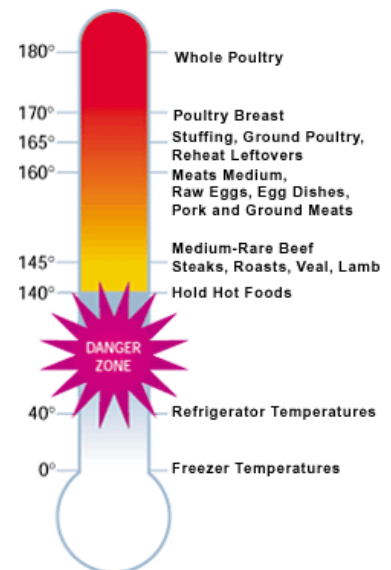 180° Whole Poultry
170° Poultry Breast
165° Stuffing, Ground Poultry,
Reheat Leftovers
160° Meats Medium,
Raw Eggs, Egg Dishes,
Pork and Ground Meats
145° Medium-Rare Beef
Steaks, Roasts, Veal, Lamb
140° Hold Hot Foods
DANGER
ZONE
40° Refrigerator Temperatures
0° Freezer Temperatures